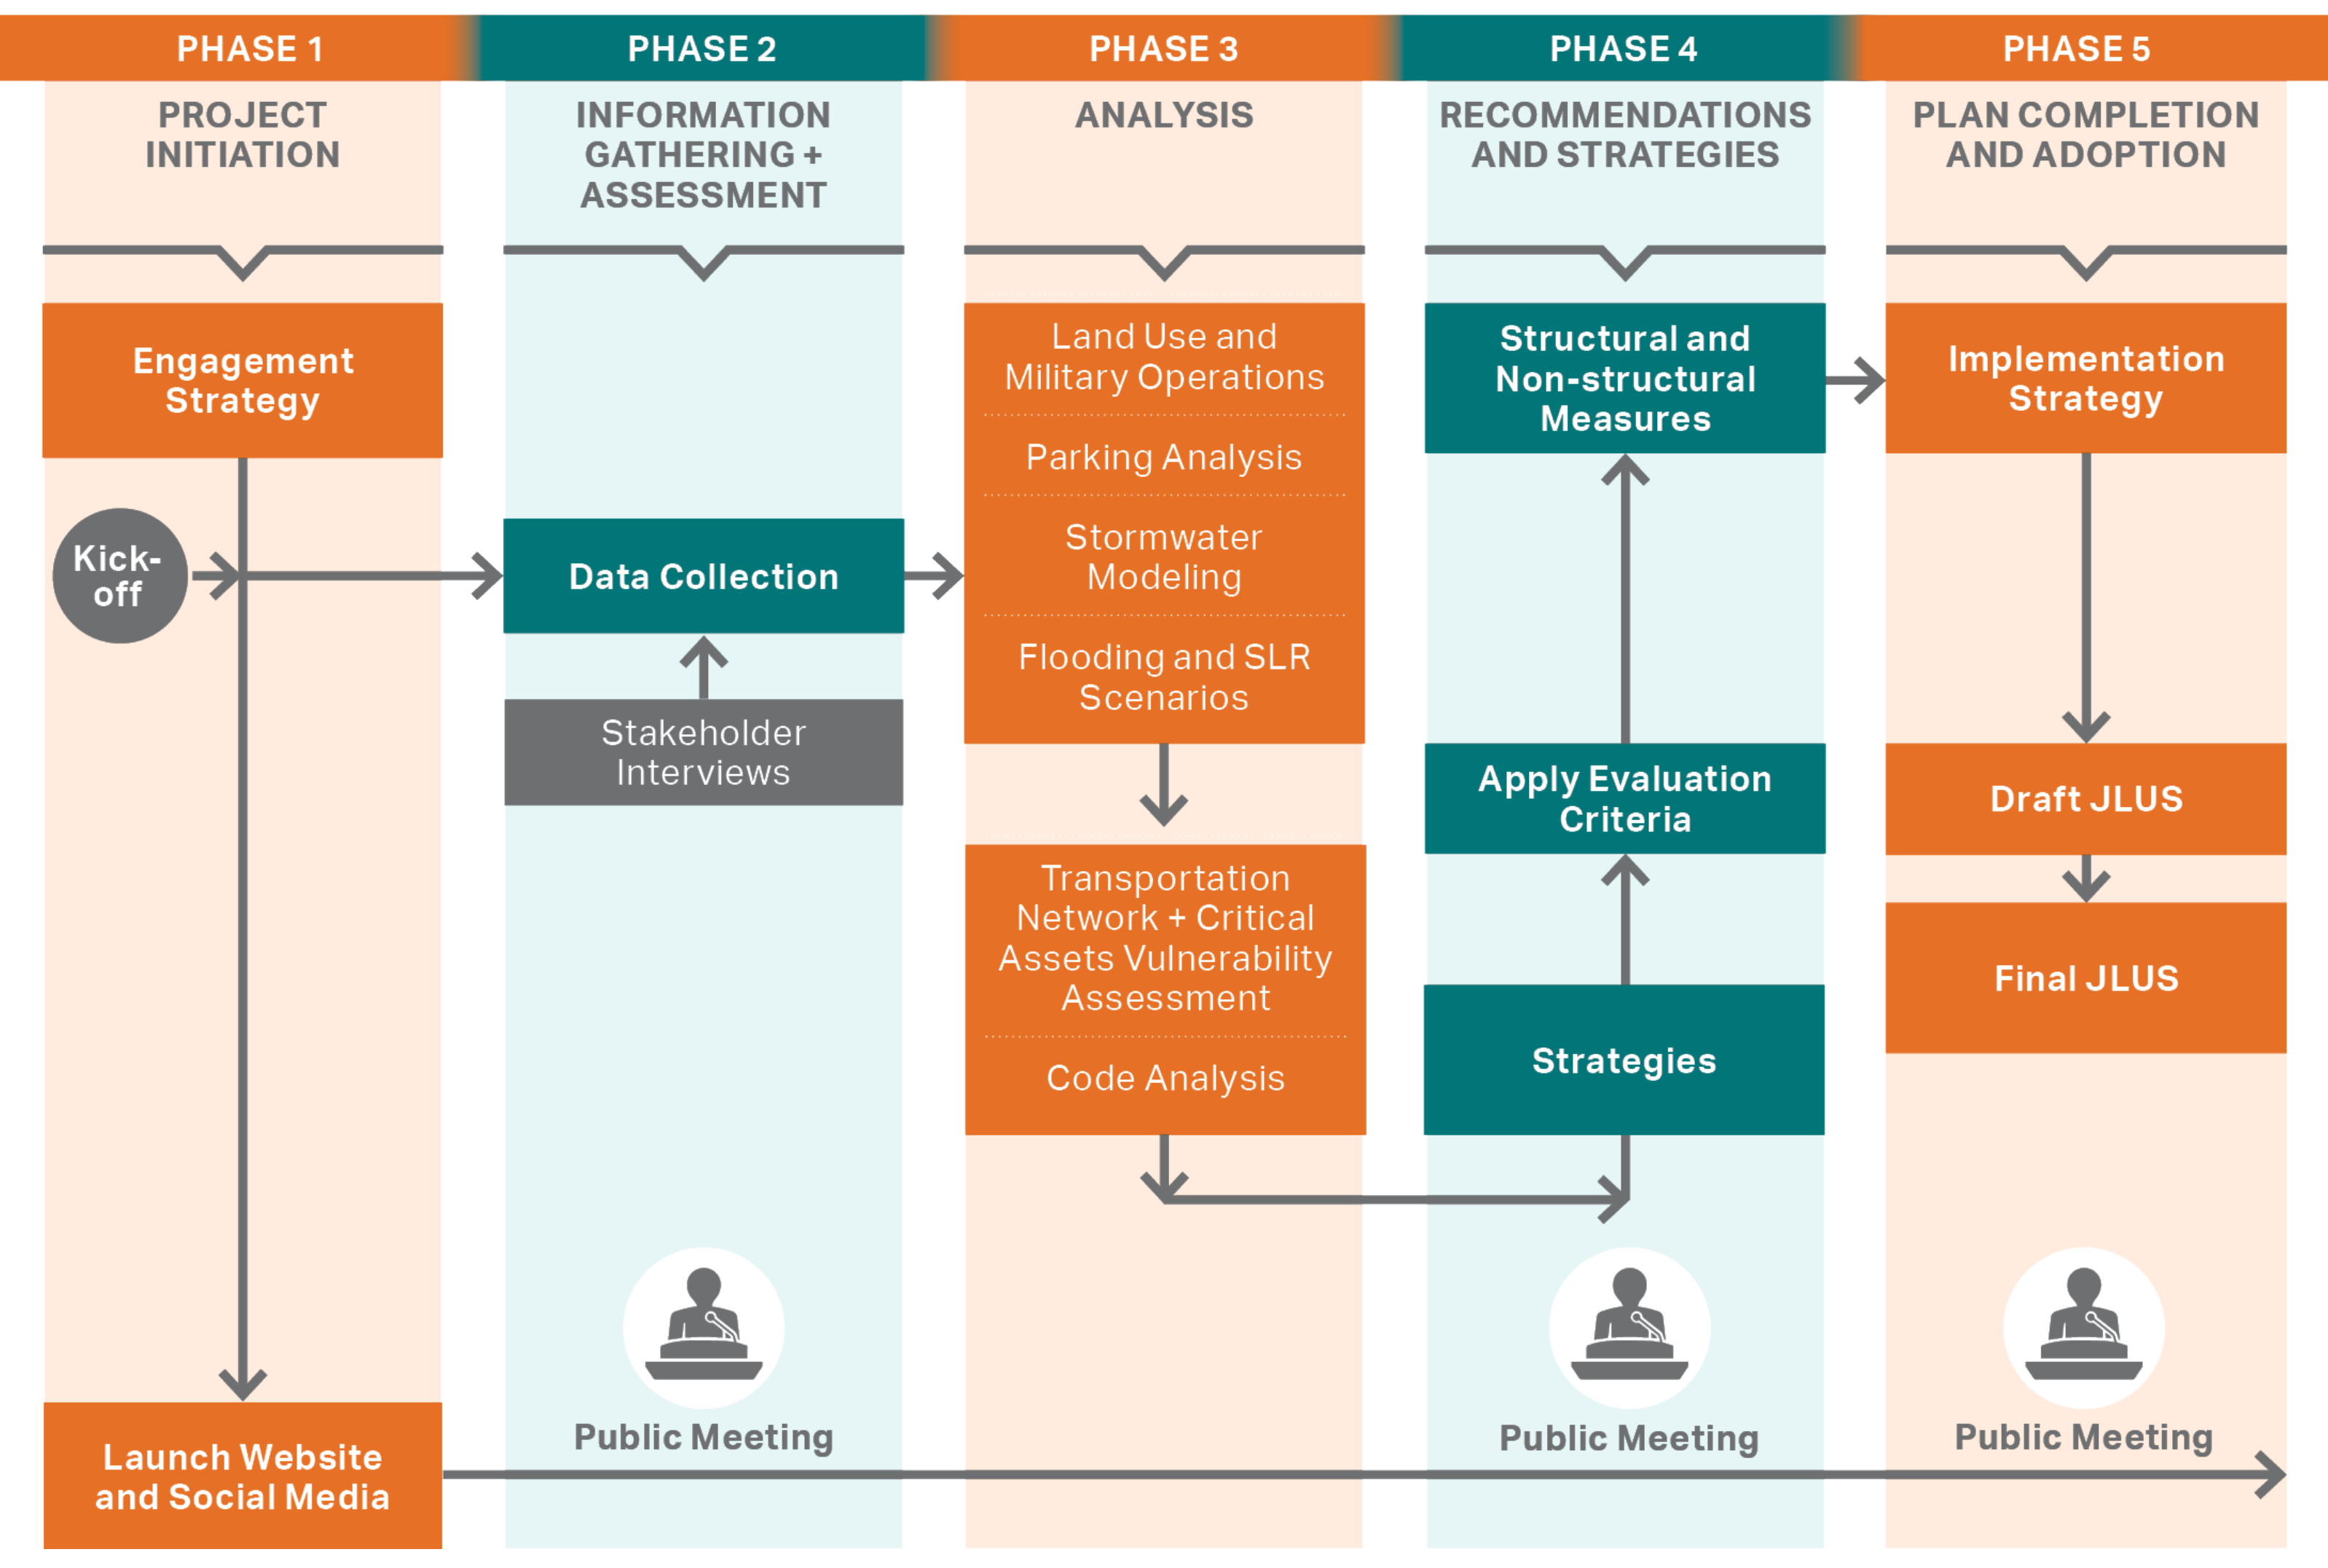 PHASE 1
PHASE 2
PHASE 3
PHASE 4
PHASE 5
PROJECT
INITIATION
INFORMATION
GATHERING +
ASSESSMENT
ANALYSIS
RECOMMENDATIONS
AND STRATEGIES
PLAN COMPLETION
AND ADOPTION
Engagement
Strategy
Kick-
off
Launch Website
and Social Media
Data Collection
Stakeholder
Interviews
Public Meeting
Land Use and
Military Operations
Parking Analysis
Stormwater
Modeling
Flooding and SLR
Scenarios
Transportation
Network + Critical
Assets Vulnerability
Assessment
Code Analysis
Structural and
Non-structural
Measures
Apply Evaluation
Criteria
Strategies
Public Meeting
Implementation
Strategy
Draft JLUS
Final JLUS
Public Meeting